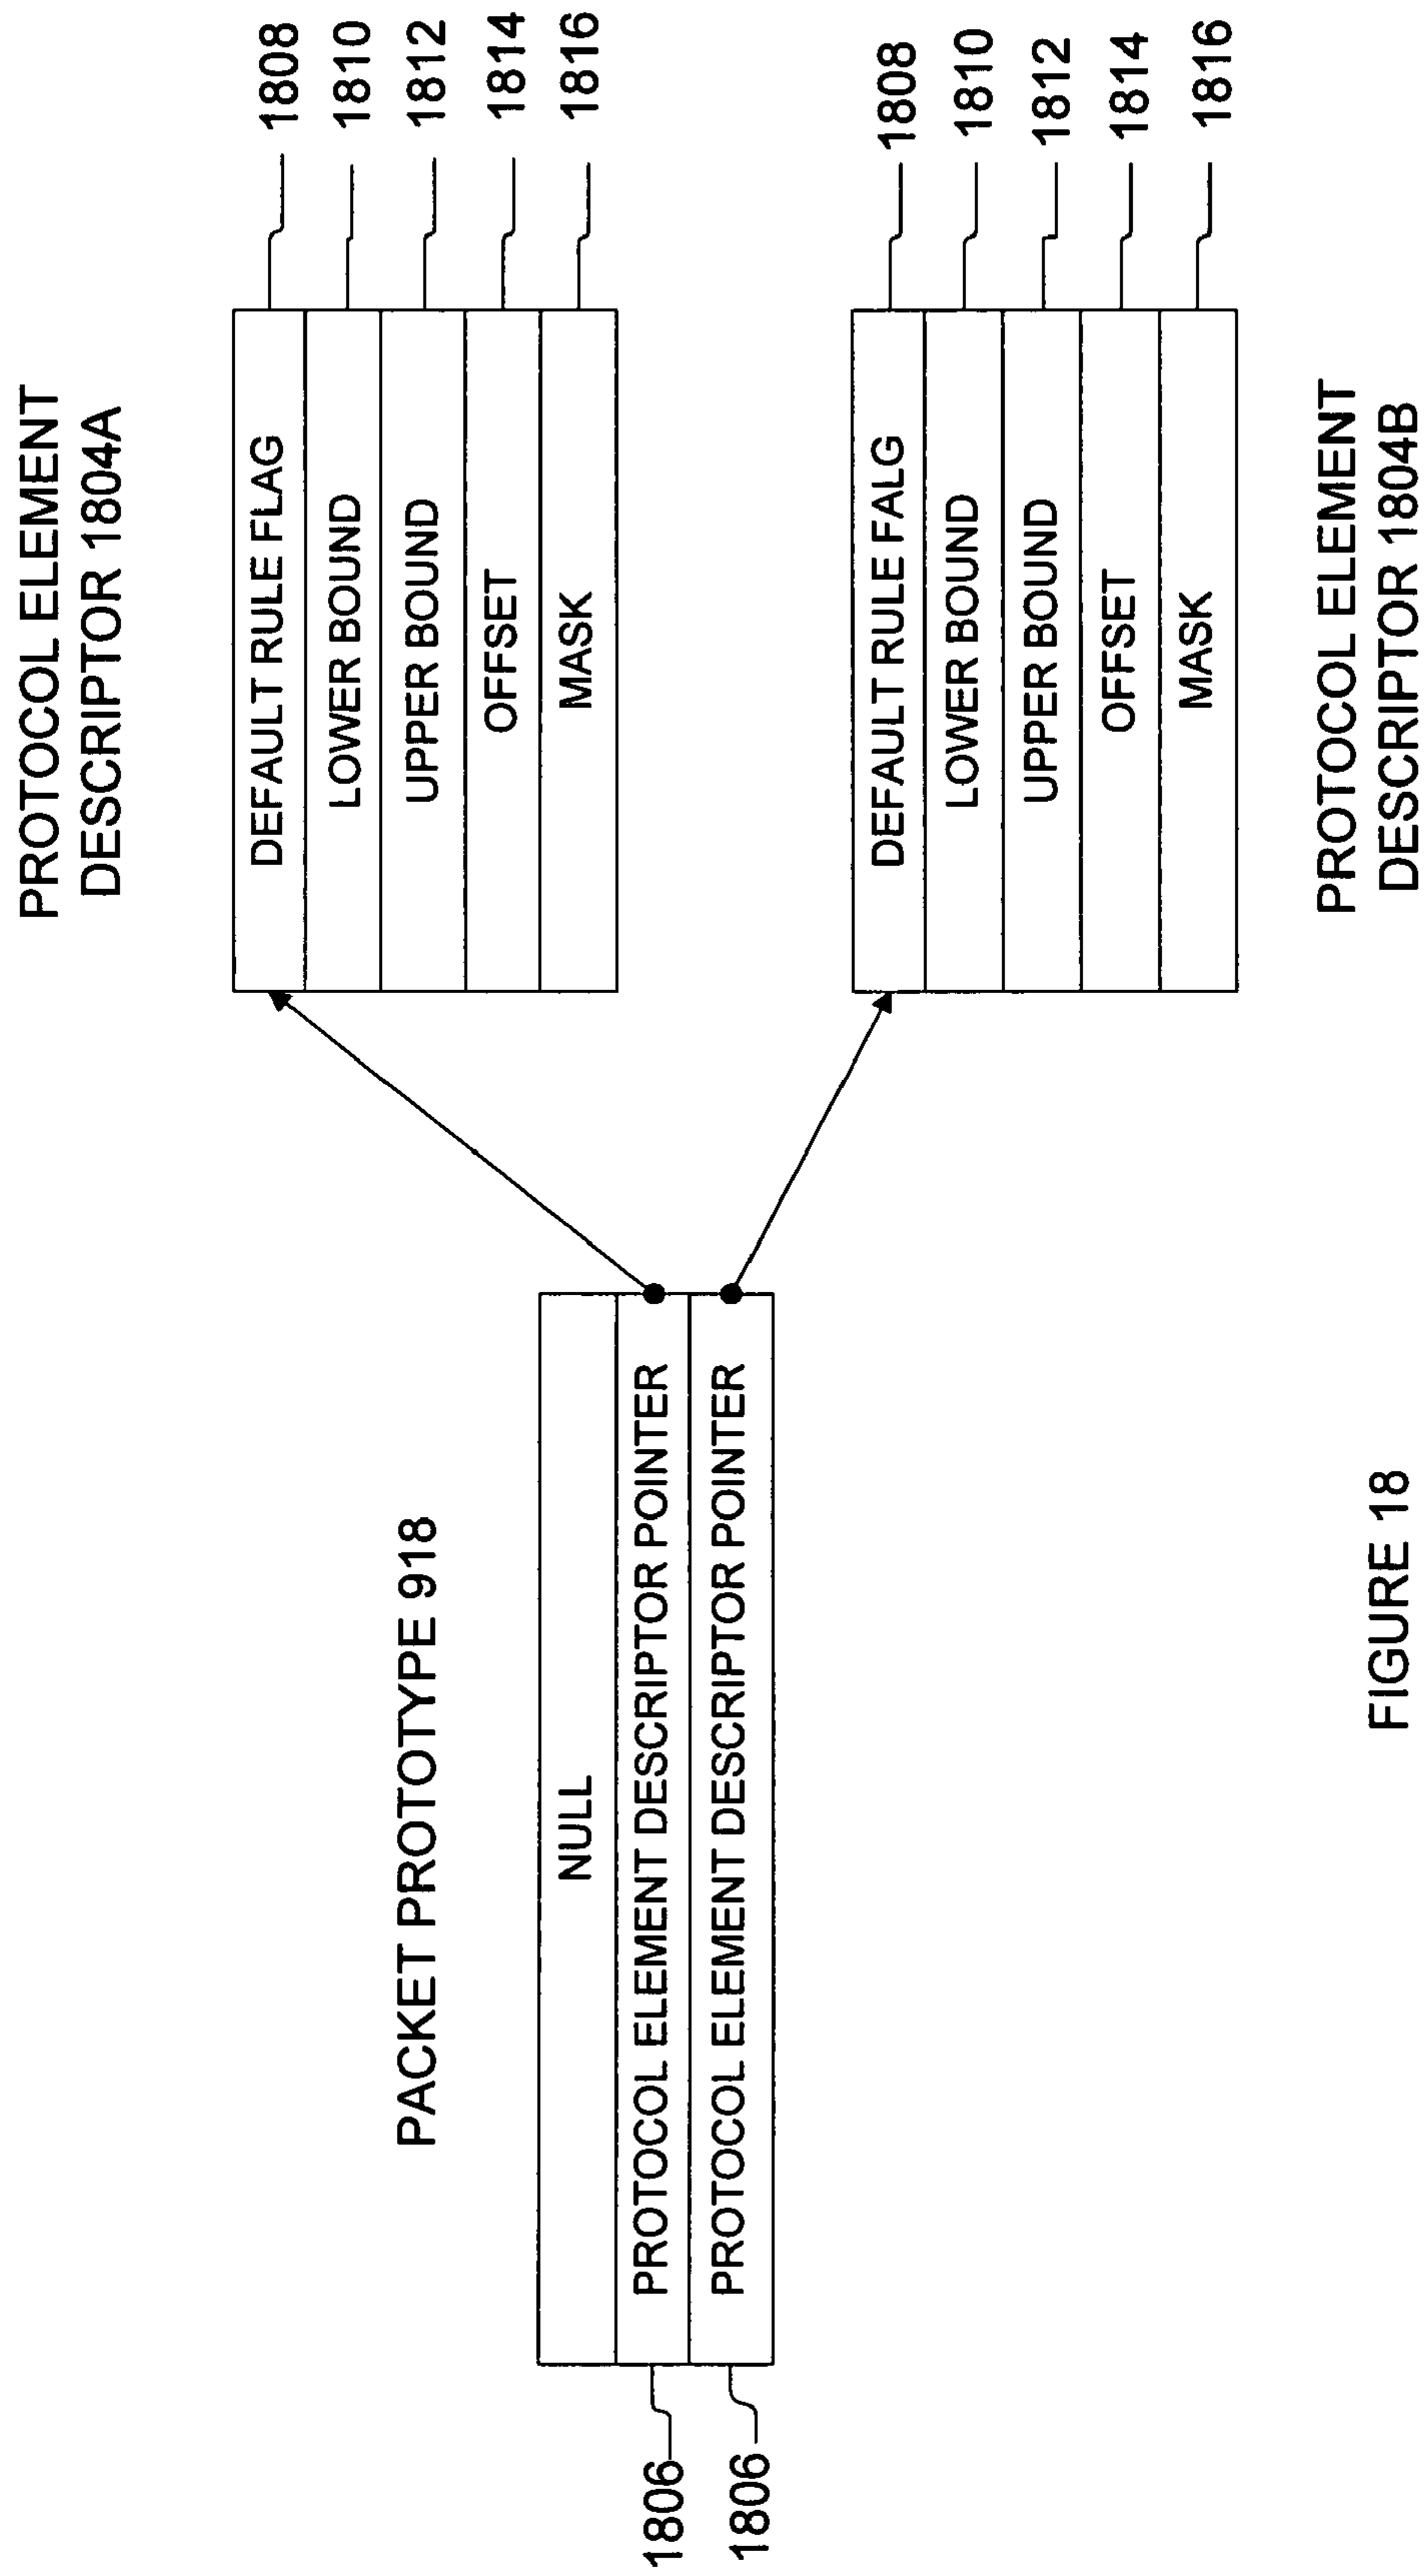 PROTOCOL ELEMENT
DESCRIPTOR 1804A
DEFAULT RULE FLAG
1808
LOWER BOUND
1810
UPPER BOUND
1812
OFFSET
1814
MASK
1816
PACKET PROTOTYPE 918
NULL
1806
PROTOCOL ELEMENT DESCRIPTOR POINTER
1806
PROTOCOL ELEMENT DESCRIPTOR POINTER
DEFAULT RULE FALG
1808
LOWER BOUND
1810
UPPER BOUND
1812
OFFSET
1814
MASK
1816
PROTOCOL ELEMENT
DESCRIPTOR 1804B
FIGURE 18